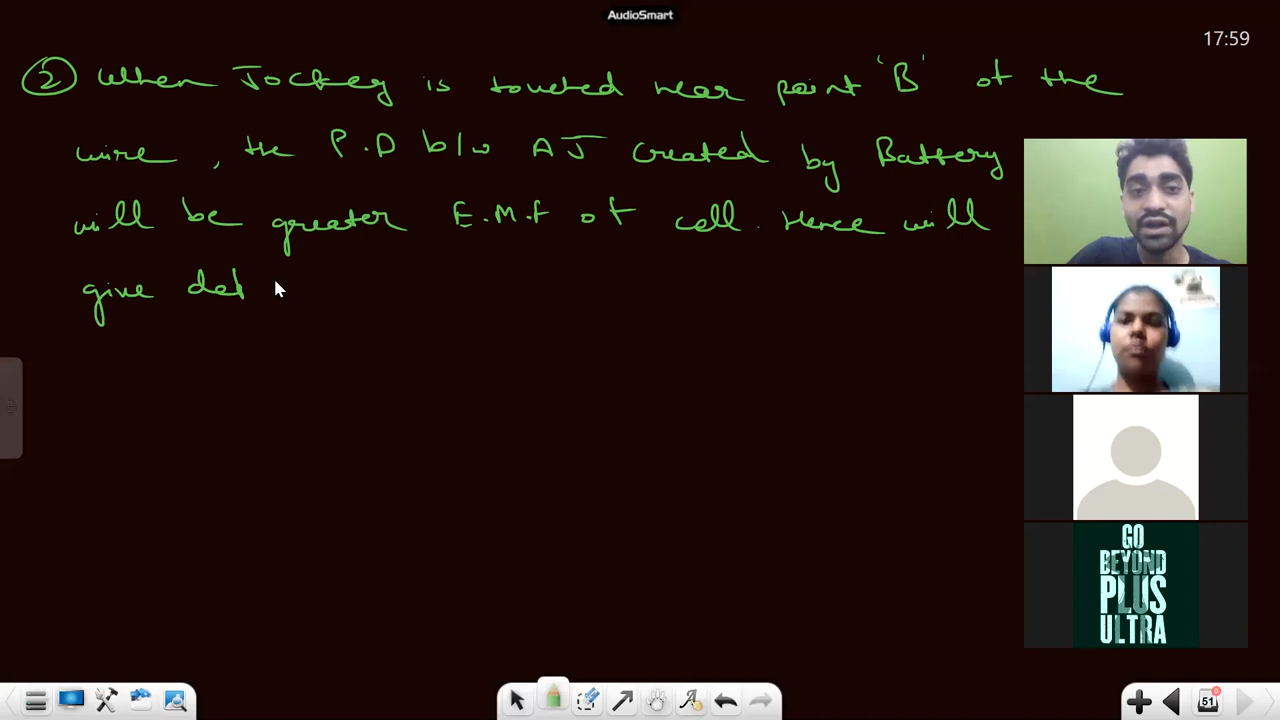 AudioSmart
17:59
② When Jockey is touched near point 'B' of the
wire, the P.D b/w AJ created by Battery
will be greater E.M.f of cell. Hence will
give def
GO
BEYOND
PLUS
ULTRA
51